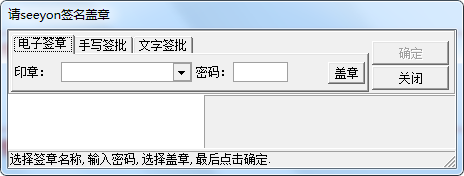 请seeyon签名盖章
电子签章 手写签批 文字签批
确定
印章： 密码： 盖章
关闭
选择签章名称, 输入密码, 选择盖章, 最后点击确定.